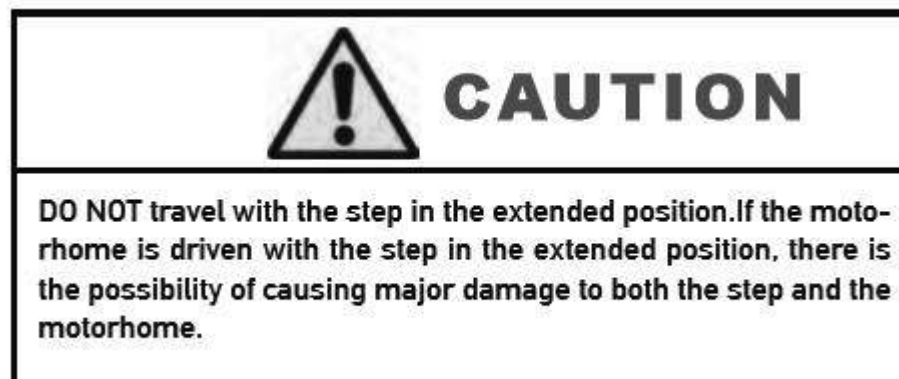 CAUTION
DO NOT travel with the step in the extended position.If the moto-
rhome is driven with the step in the extended position, there is
the possibility of causing major damage to both the step and the
motorhome.